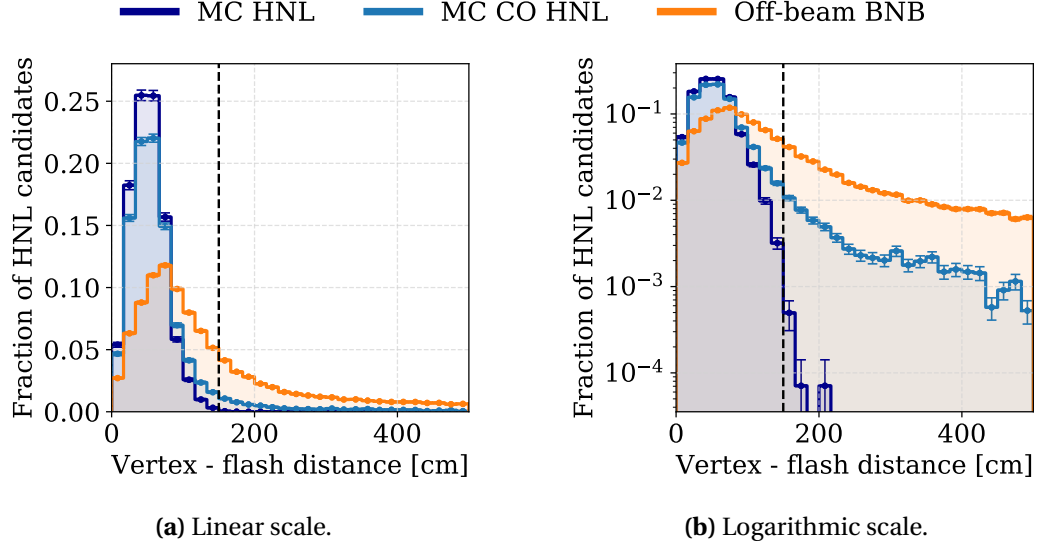 MC HNL MC CO HNL Off-beam BNB
Fraction of HNL candidates
0.25
0.20
0.15
0.10
0.05
0.00
0 200 400
Vertex - flash distance [cm]
(a) Linear scale.
Fraction of HNL candidates
10⁻¹
10⁻²
10⁻³
10⁻⁴
0 200 400
Vertex - flash distance [cm]
(b) Logarithmic scale.